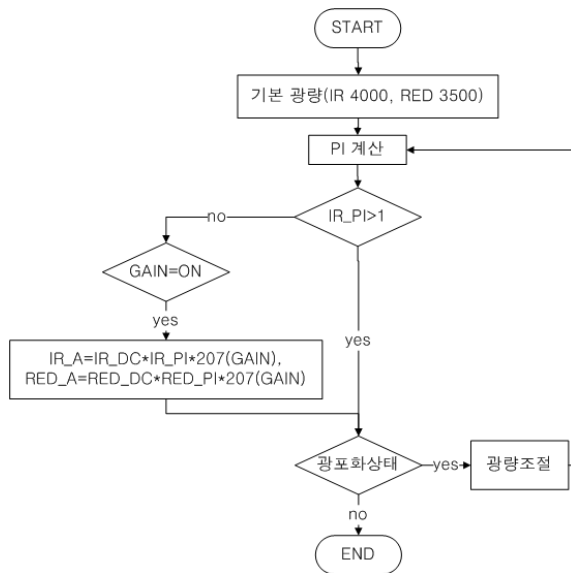 START
기본 광량(IR 4000, RED 3500)
PI 계산
IR_PI>1
no
GAIN=ON
yes
yes
IR_A=IR_DC*IR_PI*207(GAIN),
RED_A=RED_DC*RED_PI*207(GAIN)
광포화상태
yes
광량조절
no
END